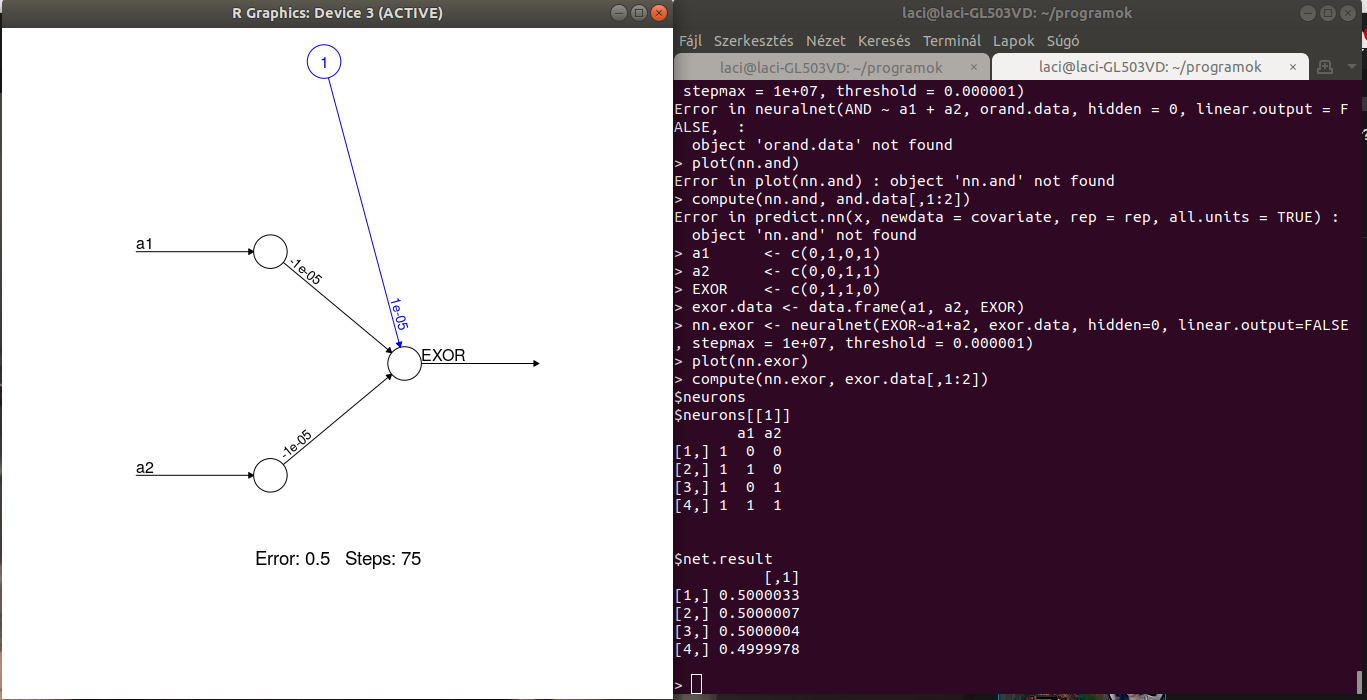 R Graphics: Device 3 (ACTIVE)
1
a1
-1e-05
1e-05
EXOR
-1e-05
a2
Error: 0.5 Steps: 75
laci@laci-GL503VD: ~/programok
Fájl Szerkesztés Nézet Keresés Terminál Lapok Súgó
laci@laci-GL503VD: ~/programok × laci@laci-GL503VD: ~/programok ×
stepmax = 1e+07, threshold = 0.000001)
Error in neuralnet(AND ~ a1 + a2, orand.data, hidden = 0, linear.output = F
ALSE,  :
  object 'orand.data' not found
> plot(nn.and)
Error in plot(nn.and) : object 'nn.and' not found
> compute(nn.and, and.data[,1:2])
Error in predict.nn(x, newdata = covariate, rep = rep, all.units = TRUE) :
  object 'nn.and' not found
> a1      <- c(0,1,0,1)
> a2      <- c(0,0,1,1)
> EXOR    <- c(0,1,1,0)
> exor.data <- data.frame(a1, a2, EXOR)
> nn.exor <- neuralnet(EXOR~a1+a2, exor.data, hidden=0, linear.output=FALSE
, stepmax = 1e+07, threshold = 0.000001)
> plot(nn.exor)
> compute(nn.exor, exor.data[,1:2])
$neurons
$neurons[[1]]
       a1 a2
[1,] 1  0  0
[2,] 1  1  0
[3,] 1  0  1
[4,] 1  1  1
$net.result
          [,1]
[1,] 0.5000033
[2,] 0.5000007
[3,] 0.5000004
[4,] 0.4999978
>